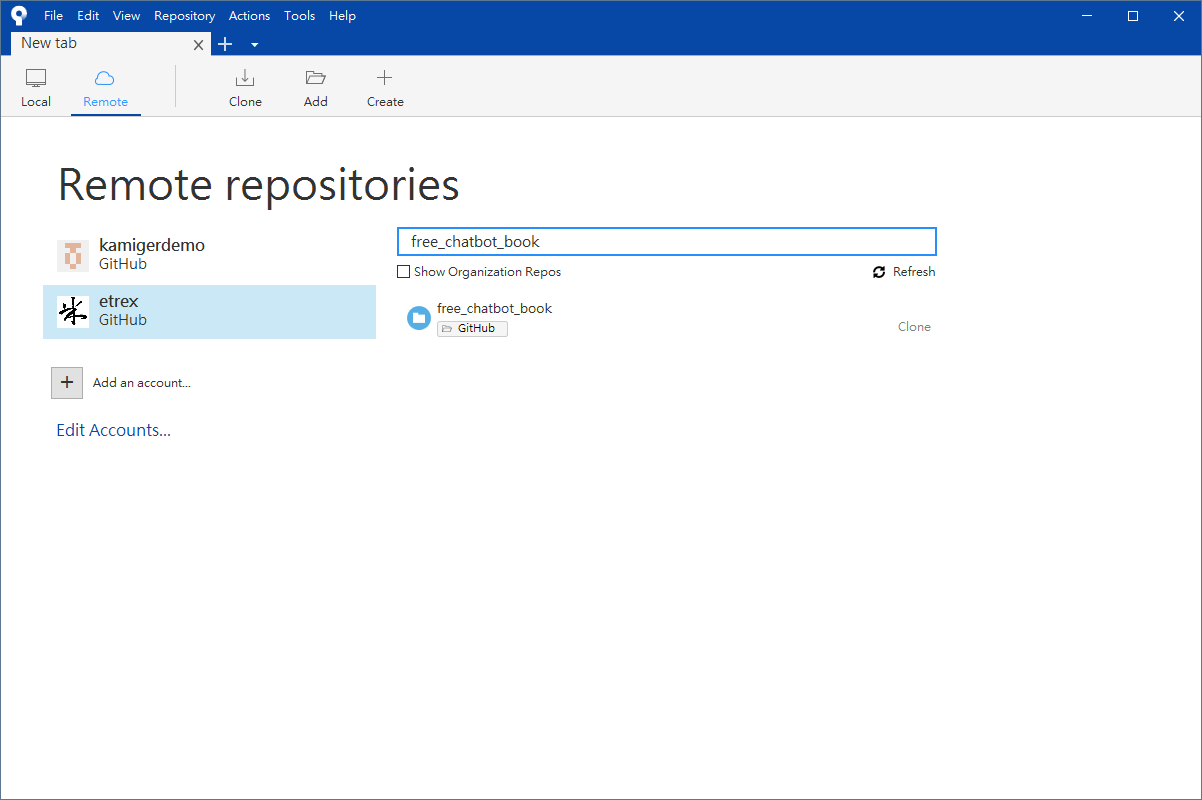 File Edit View Repository Actions Tools Help
New tab
Local Remote Clone Add Create
Remote repositories
kamigerdemo
GitHub
etrex
GitHub
Add an account...
Edit Accounts...
free_chatbot_book
Show Organization Repos Refresh
free_chatbot_book
GitHub
Clone